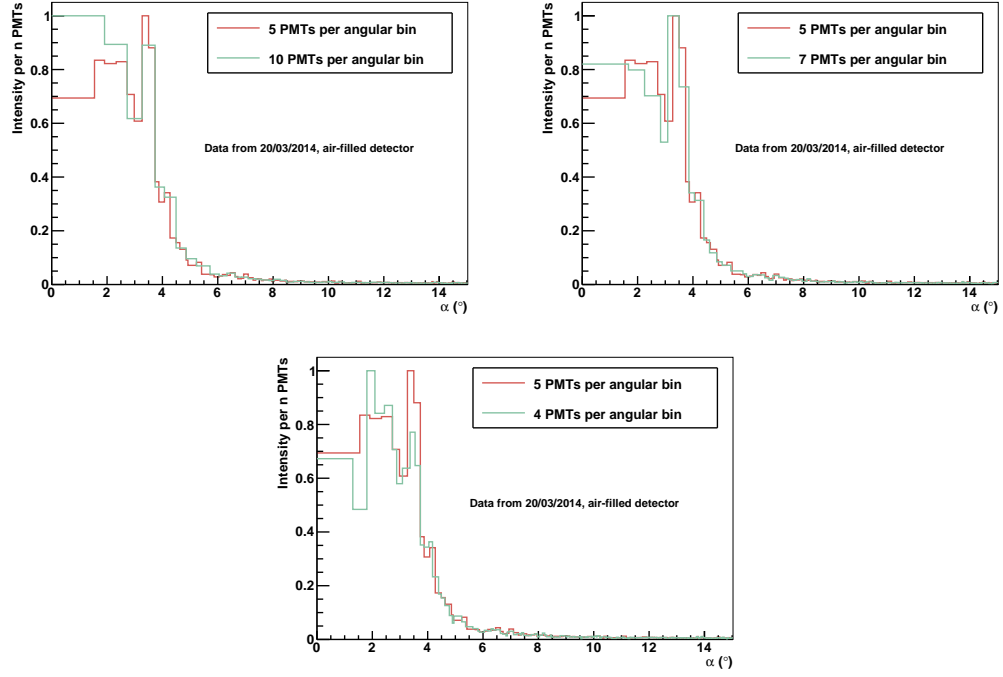 Intensity per n PMTs
1
0.8
0.6
0.4
0.2
0
5 PMTs per angular bin
10 PMTs per angular bin
Data from 20/03/2014, air-filled detector
0 2 4 6 8 10 12 14
α (°)
Intensity per n PMTs
1
0.8
0.6
0.4
0.2
0
5 PMTs per angular bin
7 PMTs per angular bin
Data from 20/03/2014, air-filled detector
0 2 4 6 8 10 12 14
α (°)
Intensity per n PMTs
1
0.8
0.6
0.4
0.2
0
5 PMTs per angular bin
4 PMTs per angular bin
Data from 20/03/2014, air-filled detector
0 2 4 6 8 10 12 14
α (°)